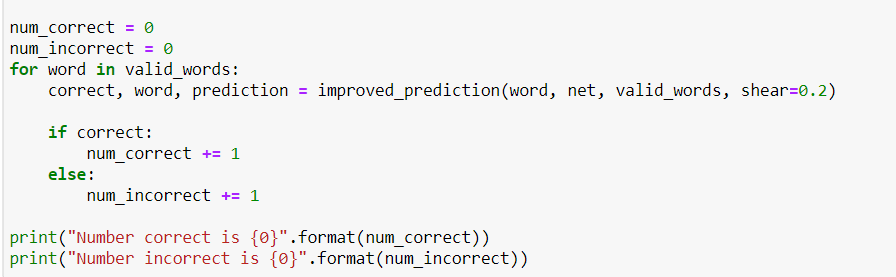 num_correct = 0
num_incorrect = 0
for word in valid_words:
    correct, word, prediction = improved_prediction(word, net, valid_words, shear=0.2)
    if correct:
        num_correct += 1
    else:
        num_incorrect += 1
print("Number correct is {0}".format(num_correct))
print("Number incorrect is {0}".format(num_incorrect))